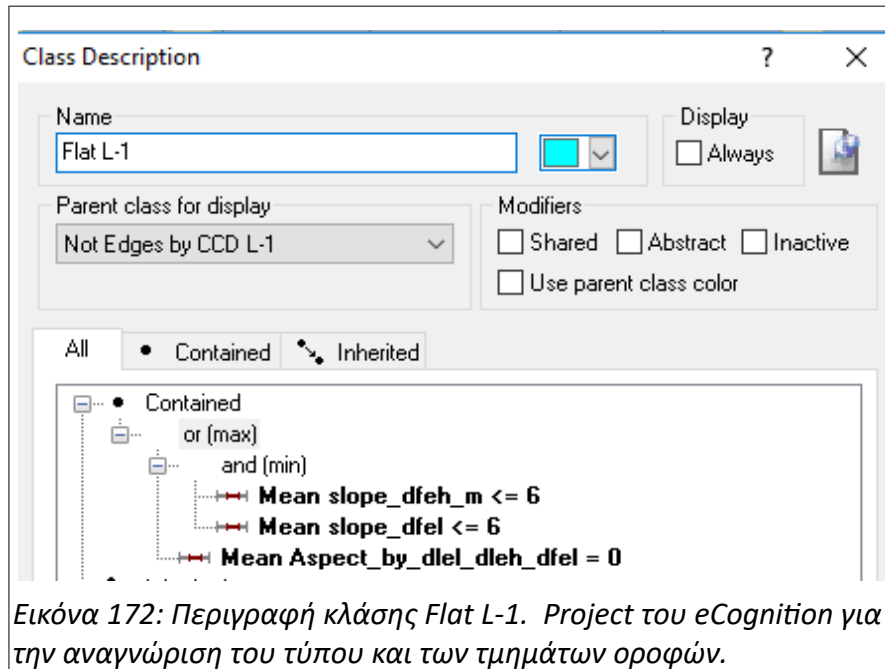 Class Description ? ✕
Name
Flat L-1
Display
Always
Parent class for display
Not Edges by CCD L-1
Modifiers
Shared Abstract Inactive
Use parent class color
All • Contained Inherited
• Contained
or (max)
and (min)
Mean slope_dfeh_m <= 6
Mean slope_dfel <= 6
Mean Aspect_by_dlel_dleh_dfel = 0
Εικόνα 172: Περιγραφή κλάσης Flat L-1. Project του eCognition για
την αναγνώριση του τύπου και των τμημάτων οροφών.